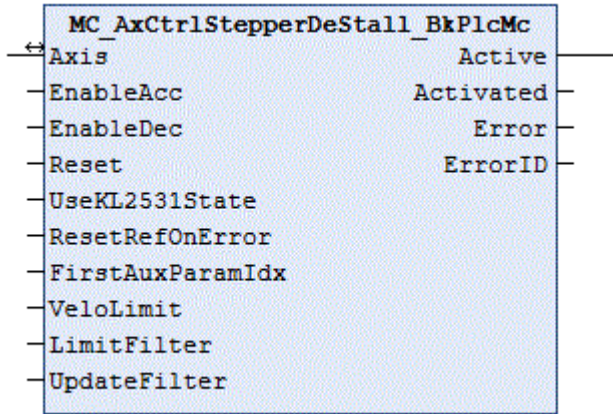 MC_AxCtrlStepperDeStall_BkPlcMc
Axis Active
EnableAcc Activated
EnableDec Error
Reset ErrorID
UseKL2531State
ResetRefOnError
FirstAuxParamIdx
VeloLimit
LimitFilter
UpdateFilter